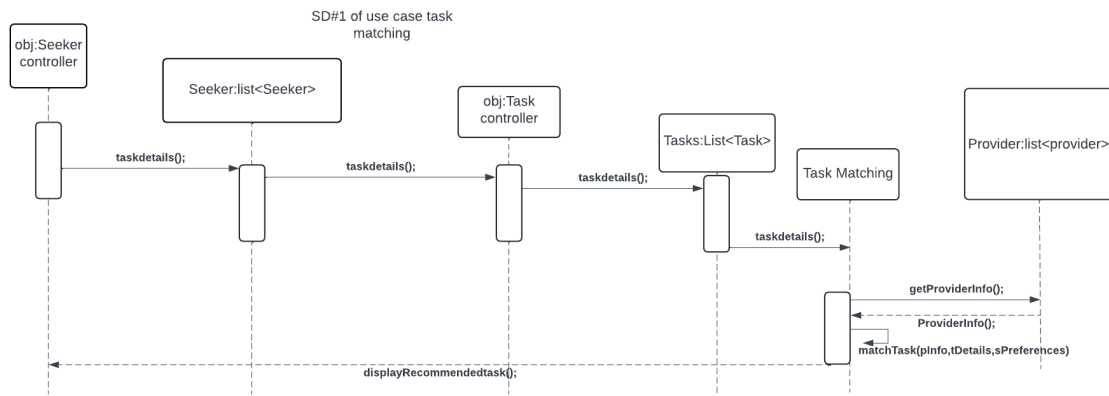 SD#1 of use case task
matching
obj:Seeker
controller
Seeker:list<Seeker>
obj:Task
controller
Tasks:List<Task>
Task Matching
Provider:list<provider>
taskdetails();
taskdetails();
taskdetails();
taskdetails();
getProviderInfo();
ProviderInfo();
matchTask(pInfo,tDetails,sPreferences)
displayRecommendedtask();